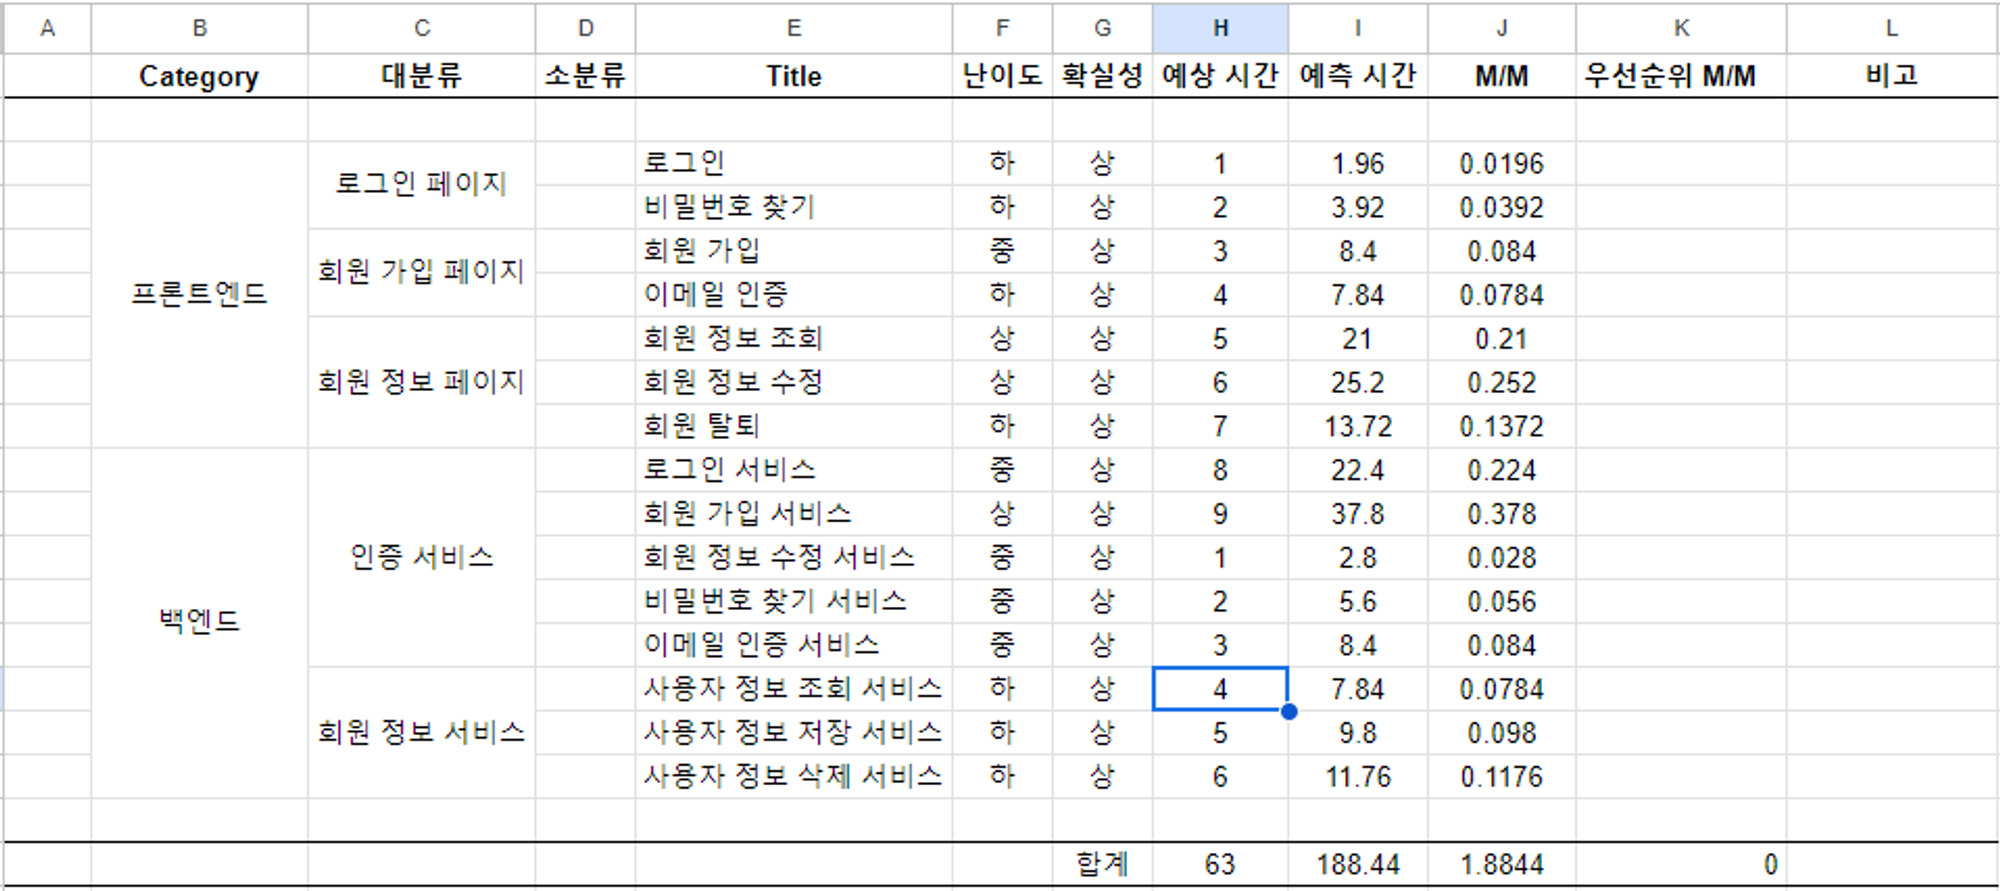 A B C D E F G H I J K L
Category 대분류 소분류 Title 난이도 확실성 예상 시간 예측 시간 M/M 우선순위 M/M 비고
프론트엔드 로그인 페이지 로그인 하 상 1 1.96 0.0196
비밀번호 찾기 하 상 2 3.92 0.0392
회원 가입 페이지 회원 가입 중 상 3 8.4 0.084
이메일 인증 하 상 4 7.84 0.0784
회원 정보 페이지 회원 정보 조회 상 상 5 21 0.21
회원 정보 수정 상 상 6 25.2 0.252
회원 탈퇴 하 상 7 13.72 0.1372
백엔드 인증 서비스 로그인 서비스 중 상 8 22.4 0.224
회원 가입 서비스 상 상 9 37.8 0.378
회원 정보 수정 서비스 중 상 1 2.8 0.028
비밀번호 찾기 서비스 중 상 2 5.6 0.056
이메일 인증 서비스 중 상 3 8.4 0.084
회원 정보 서비스 사용자 정보 조회 서비스 하 상 4 7.84 0.0784
사용자 정보 저장 서비스 하 상 5 9.8 0.098
사용자 정보 삭제 서비스 하 상 6 11.76 0.1176
합계 63 188.44 1.8844 0